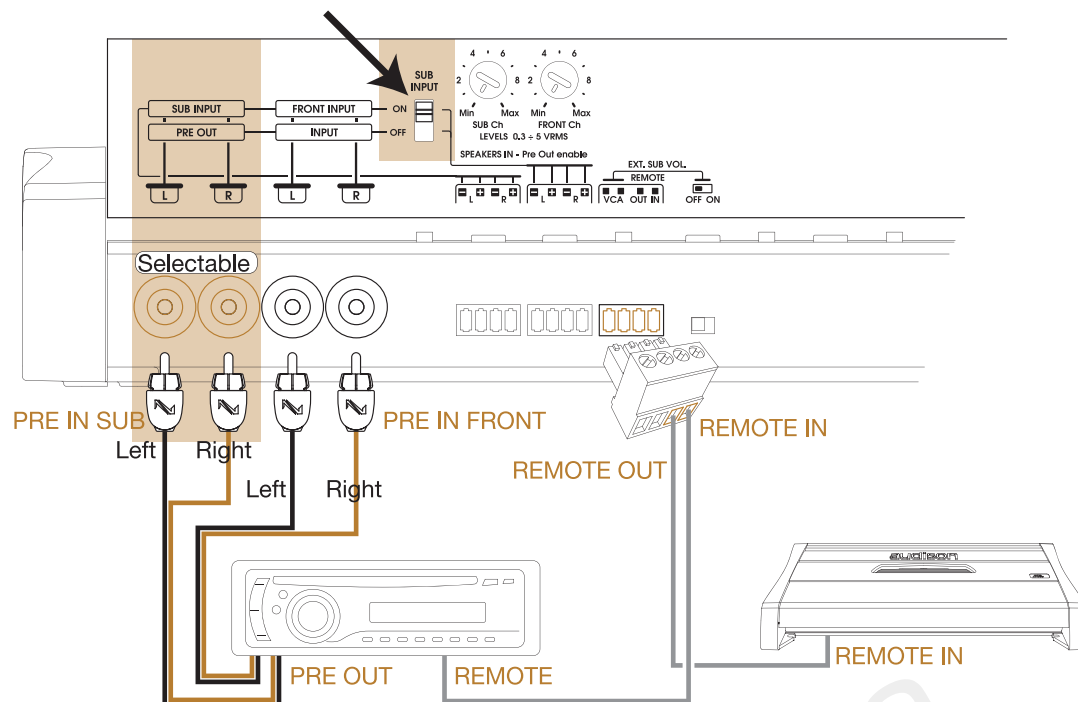 SUB
INPUT
4 6
2 8
Min Max
SUB Ch
4 6
2 8
Min Max
FRONT Ch
LEVELS 0.3 ÷ 5 VRMS
SUB INPUT FRONT INPUT ON
PRE OUT INPUT OFF
SPEAKERS IN - Pre Out enable
L R L R
L R L R
EXT. SUB VOL.
REMOTE
VCA OUT IN OFF ON
Selectable
PRE IN SUB PRE IN FRONT
Left Right
Left Right
REMOTE IN
REMOTE OUT
audison
PRE OUT REMOTE
REMOTE IN